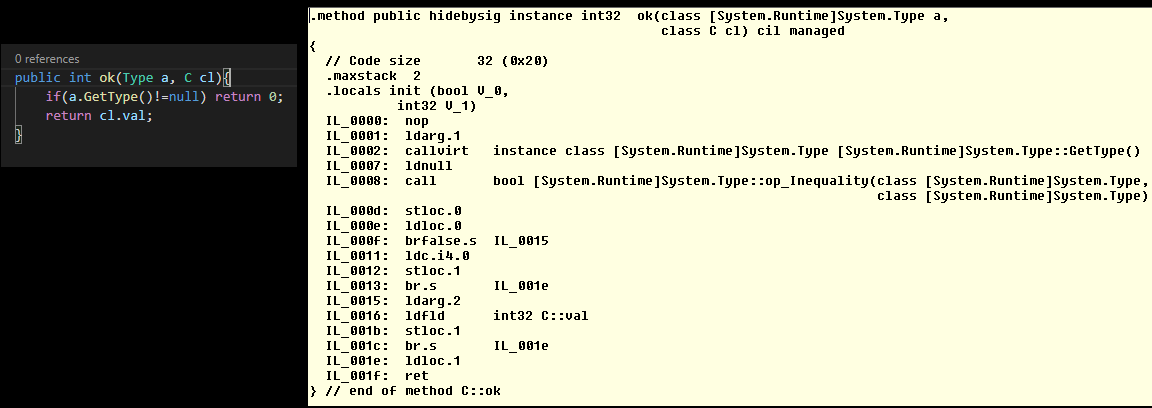 0 references
public int ok(Type a, C cl){
    if(a.GetType()!=null) return 0;
    return cl.val;
}
.method public hidebysig instance int32  ok(class [System.Runtime]System.Type a,
                                            class C cl) cil managed
{
  // Code size       32 (0x20)
  .maxstack  2
  .locals init (bool V_0,
           int32 V_1)
  IL_0000:  nop
  IL_0001:  ldarg.1
  IL_0002:  callvirt   instance class [System.Runtime]System.Type [System.Runtime]System.Type::GetType()
  IL_0007:  ldnull
  IL_0008:  call       bool [System.Runtime]System.Type::op_Inequality(class [System.Runtime]System.Type,
                                                                       class [System.Runtime]System.Type)
  IL_000d:  stloc.0
  IL_000e:  ldloc.0
  IL_000f:  brfalse.s  IL_0015
  IL_0011:  ldc.i4.0
  IL_0012:  stloc.1
  IL_0013:  br.s       IL_001e
  IL_0015:  ldarg.2
  IL_0016:  ldfld      int32 C::val
  IL_001b:  stloc.1
  IL_001c:  br.s       IL_001e
  IL_001e:  ldloc.1
  IL_001f:  ret
} // end of method C::ok